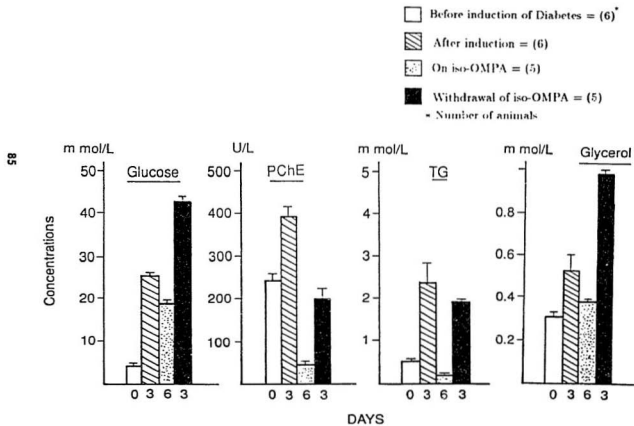 Before induction of Diabetes = (6)*
After induction = (6)
On iso-OMPA = (5)
Withdrawal of iso-OMPA = (5)
* Number of animals
85
m mol/L U/L m mol/L m mol/L
Glucose PChE TG Glycerol
50 5
40 400 4 0.8
30 300 3 0.6
20 200 2 0.4
10 100 1 0.2
Concentrations
0 3 6 3 0 3 6 3 0 3 6 3 0 3 6 3
DAYS